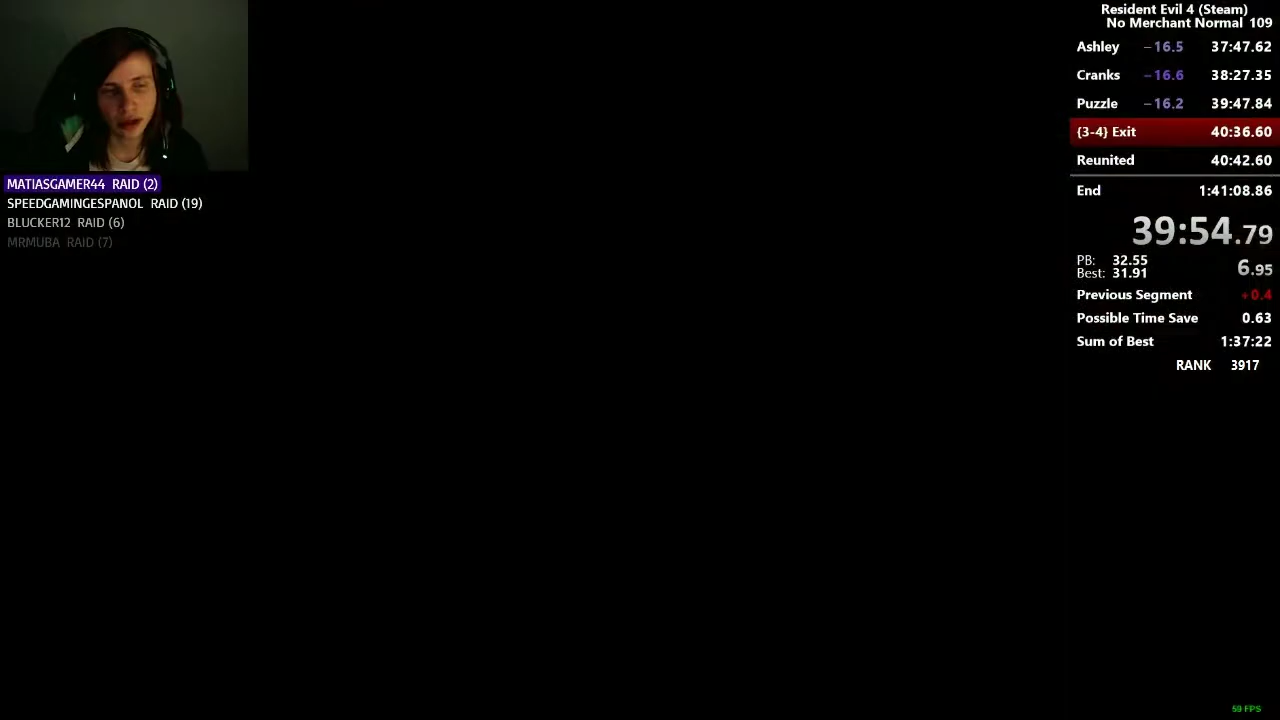 Resident Evil 4 (Steam)
No Merchant Normal 109
Ashley −16.5 37:47.62
Cranks −16.6 38:27.35
Puzzle −16.2 39:47.84
(3-4) Exit 40:36.60
Reunited 40:42.60
End 1:41:08.86
39:54.79
PB: 32.55
Best: 31.91
6.95
Previous Segment +0.4
Possible Time Save 0.63
Sum of Best 1:37:22
RANK 3917
MATIASGAMER44 RAID (2)
SPEEDGAMINGESPANOL RAID (19)
BLUCKER12 RAID (6)
MRMUBA RAID (7)
59 FPS